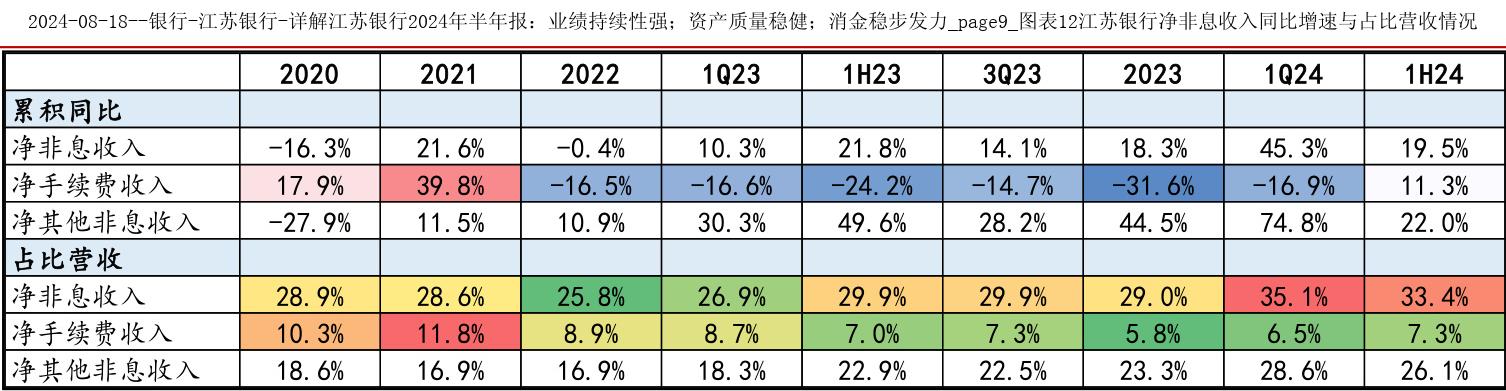 2024-08-18--银行-江苏银行-详解江苏银行2024年半年报：业绩持续性强；资产质量稳健；消金稳步发力_page9_图表12江苏银行净非息收入同比增速与占比营收情况
2020 2021 2022 1Q23 1H23 3Q23 2023 1Q24 1H24
累积同比
净非息收入 -16.3% 21.6% -0.4% 10.3% 21.8% 14.1% 18.3% 45.3% 19.5%
净手续费收入 17.9% 39.8% -16.5% -16.6% -24.2% -14.7% -31.6% -16.9% 11.3%
净其他非息收入 -27.9% 11.5% 10.9% 30.3% 49.6% 28.2% 44.5% 74.8% 22.0%
占比营收
净非息收入 28.9% 28.6% 25.8% 26.9% 29.9% 29.9% 29.0% 35.1% 33.4%
净手续费收入 10.3% 11.8% 8.9% 8.7% 7.0% 7.3% 5.8% 6.5% 7.3%
净其他非息收入 18.6% 16.9% 16.9% 18.3% 22.9% 22.5% 23.3% 28.6% 26.1%